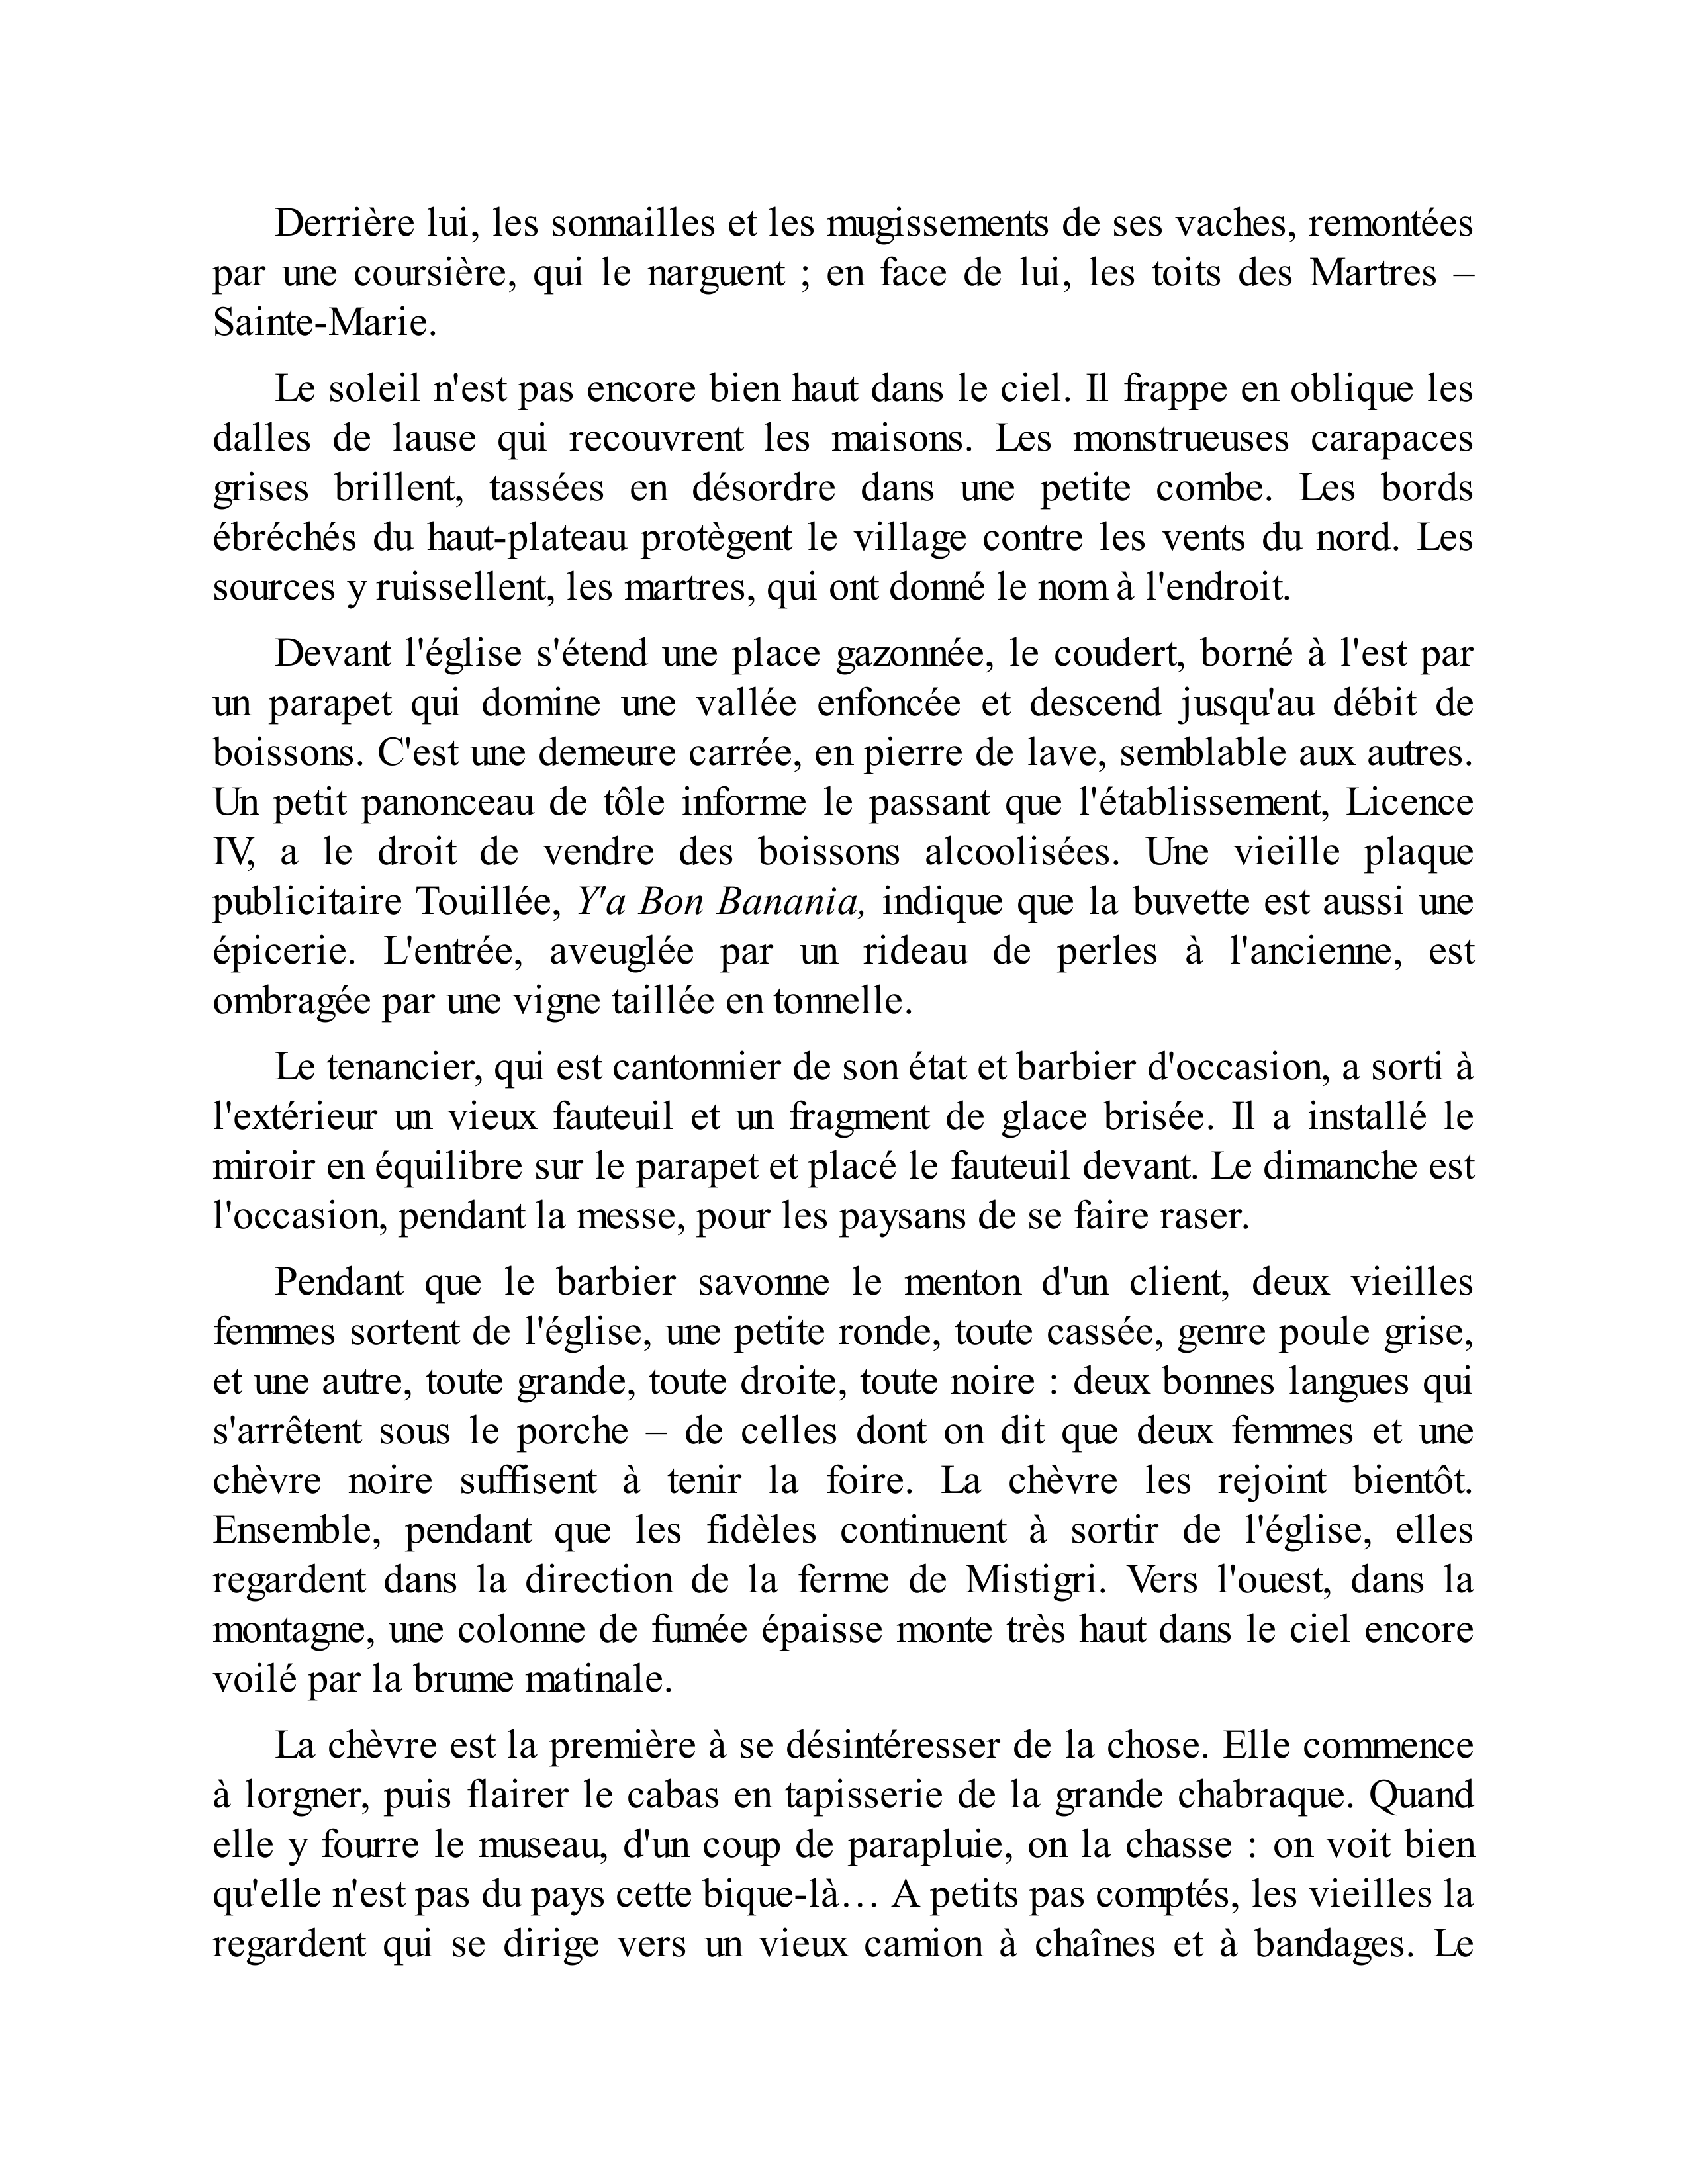 Derrière lui, les sonnailles et les mugissements de ses vaches, remontées
par une coursière, qui le narguent ; en face de lui, les toits des Martres –
Sainte-Marie.
Le soleil n'est pas encore bien haut dans le ciel. Il frappe en oblique les
dalles de lause qui recouvrent les maisons. Les monstrueuses carapaces
grises brillent, tassées en désordre dans une petite combe. Les bords
ébréchés du haut-plateau protègent le village contre les vents du nord. Les
sources y ruissellent, les martres, qui ont donné le nom à l'endroit.
Devant l'église s'étend une place gazonnée, le coudert, borné à l'est par
un parapet qui domine une vallée enfoncée et descend jusqu'au débit de
boissons. C'est une demeure carrée, en pierre de lave, semblable aux autres.
Un petit panonceau de tôle informe le passant que l'établissement, Licence
IV, a le droit de vendre des boissons alcoolisées. Une vieille plaque
publicitaire Touillée, Y'a Bon Banania, indique que la buvette est aussi une
épicerie. L'entrée, aveuglée par un rideau de perles à l'ancienne, est
ombragée par une vigne taillée en tonnelle.
Le tenancier, qui est cantonnier de son état et barbier d'occasion, a sorti à
l'extérieur un vieux fauteuil et un fragment de glace brisée. Il a installé le
miroir en équilibre sur le parapet et placé le fauteuil devant. Le dimanche est
l'occasion, pendant la messe, pour les paysans de se faire raser.
Pendant que le barbier savonne le menton d'un client, deux vieilles
femmes sortent de l'église, une petite ronde, toute cassée, genre poule grise,
et une autre, toute grande, toute droite, toute noire : deux bonnes langues qui
s'arrêtent sous le porche – de celles dont on dit que deux femmes et une
chèvre noire suffisent à tenir la foire. La chèvre les rejoint bientôt.
Ensemble, pendant que les fidèles continuent à sortir de l'église, elles
regardent dans la direction de la ferme de Mistigri. Vers l'ouest, dans la
montagne, une colonne de fumée épaisse monte très haut dans le ciel encore
voilé par la brume matinale.
La chèvre est la première à se désintéresser de la chose. Elle commence
à lorgner, puis flairer le cabas en tapisserie de la grande chabraque. Quand
elle y fourre le museau, d'un coup de parapluie, on la chasse : on voit bien
qu'elle n'est pas du pays cette bique-là… A petits pas comptés, les vieilles la
regardent qui se dirige vers un vieux camion à chaînes et à bandages. Le